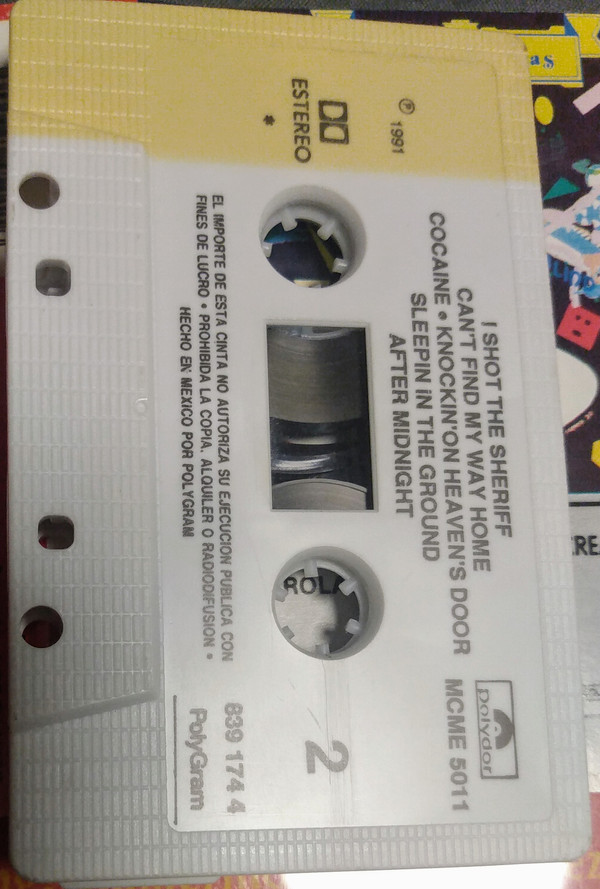 I SHOT THE SHERIFF
CAN'T FIND MY WAY HOME
COCAINE • KNOCKIN'ON HEAVEN'S DOOR
SLEEPIN iN THE GROUND
AFTER MIDNIGHT
polydor
MCME 5011
℗ 1991
ESTEREO
*
2
EL IMPORTE DE ESTA CINTA NO AUTORIZA SU EJECUCION PUBLICA CON
FINES DE LUCRO • PROHIBIDA LA COPIA. ALQUILER O RADIODIFUSION •
HECHO EN MEXICO POR POLYGRAM
839 174 4
PolyGram
as
ROL